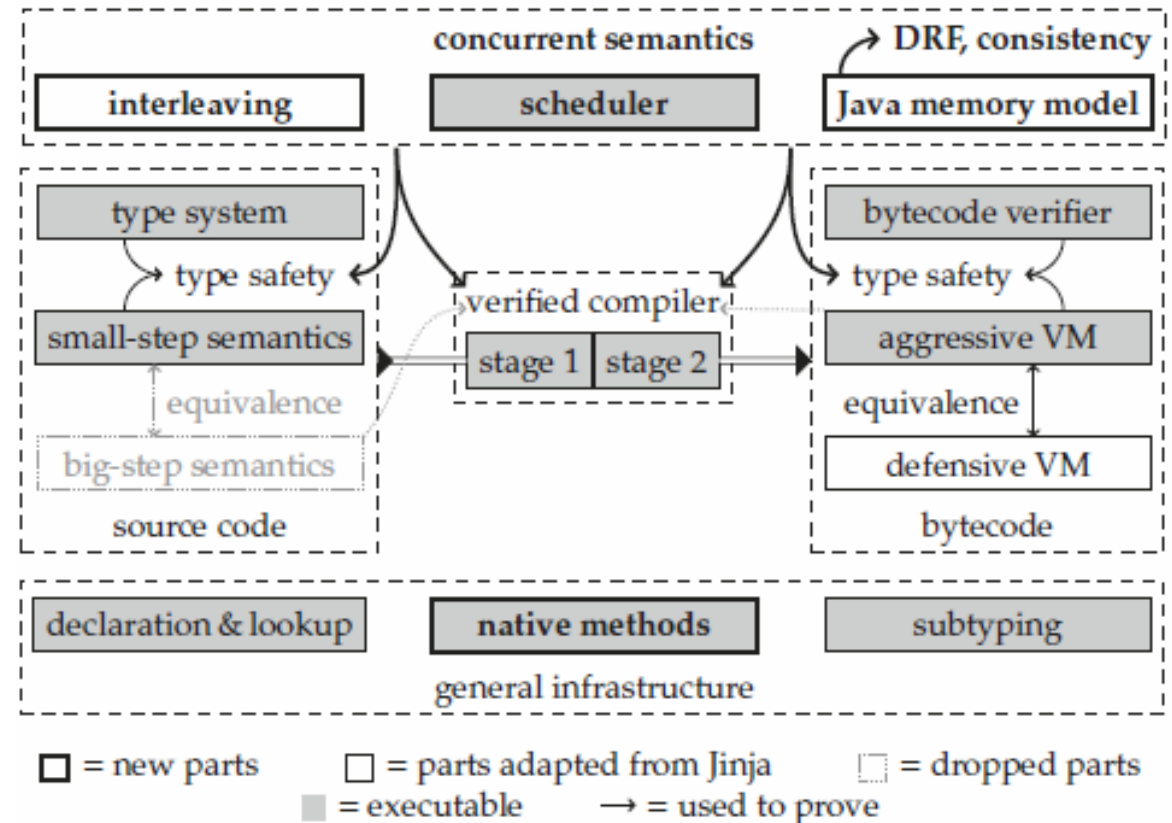 concurrent semantics
DRF, consistency
interleaving
scheduler
Java memory model
type system
bytecode verifier
type safety
type safety
verified compiler
small-step semantics
stage 1
stage 2
aggressive VM
equivalence
equivalence
big-step semantics
defensive VM
source code
bytecode
declaration & lookup
native methods
subtyping
general infrastructure
= new parts
= parts adapted from Jinja
= dropped parts
= executable
→ = used to prove